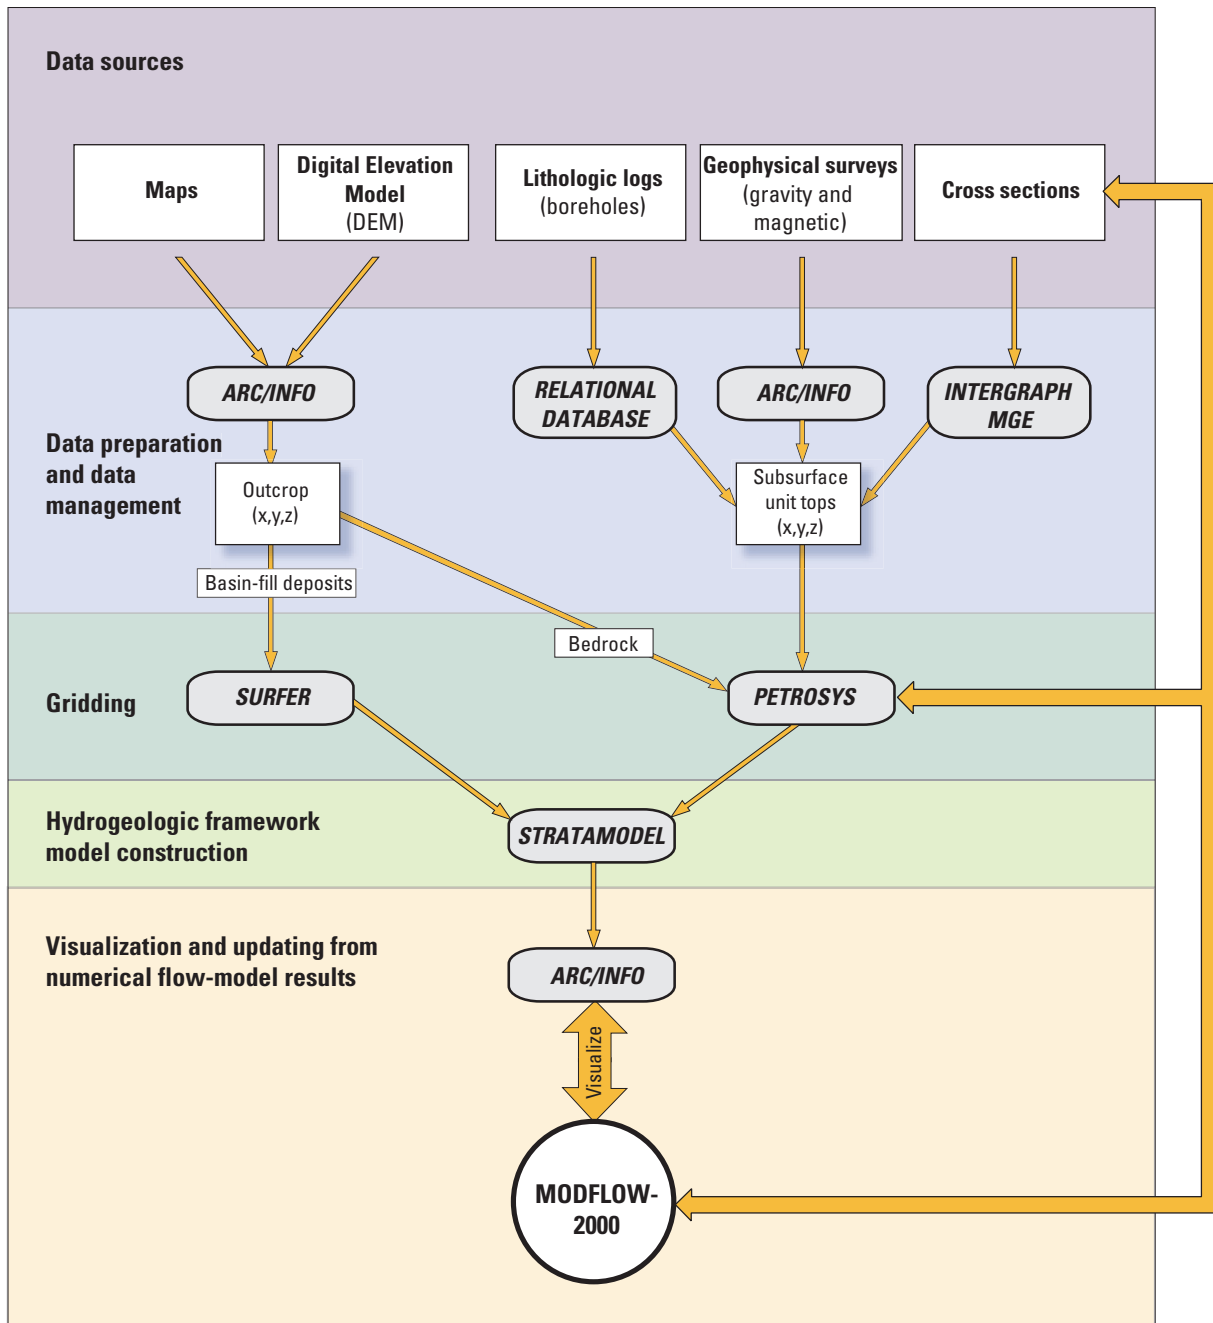 Data sources
Maps
Digital Elevation
Model
(DEM)
Lithologic logs
(boreholes)
Geophysical surveys
(gravity and
magnetic)
Cross sections
ARC/INFO
RELATIONAL
DATABASE
ARC/INFO
INTERGRAPH
MGE
Data preparation
and data
management
Outcrop
(x,y,z)
Subsurface
unit tops
(x,y,z)
Basin-fill deposits
Bedrock
Gridding
SURFER
PETROSYS
Hydrogeologic framework
model construction
STRATAMODEL
Visualization and updating from
numerical flow-model results
ARC/INFO
Visualize
MODFLOW-
2000